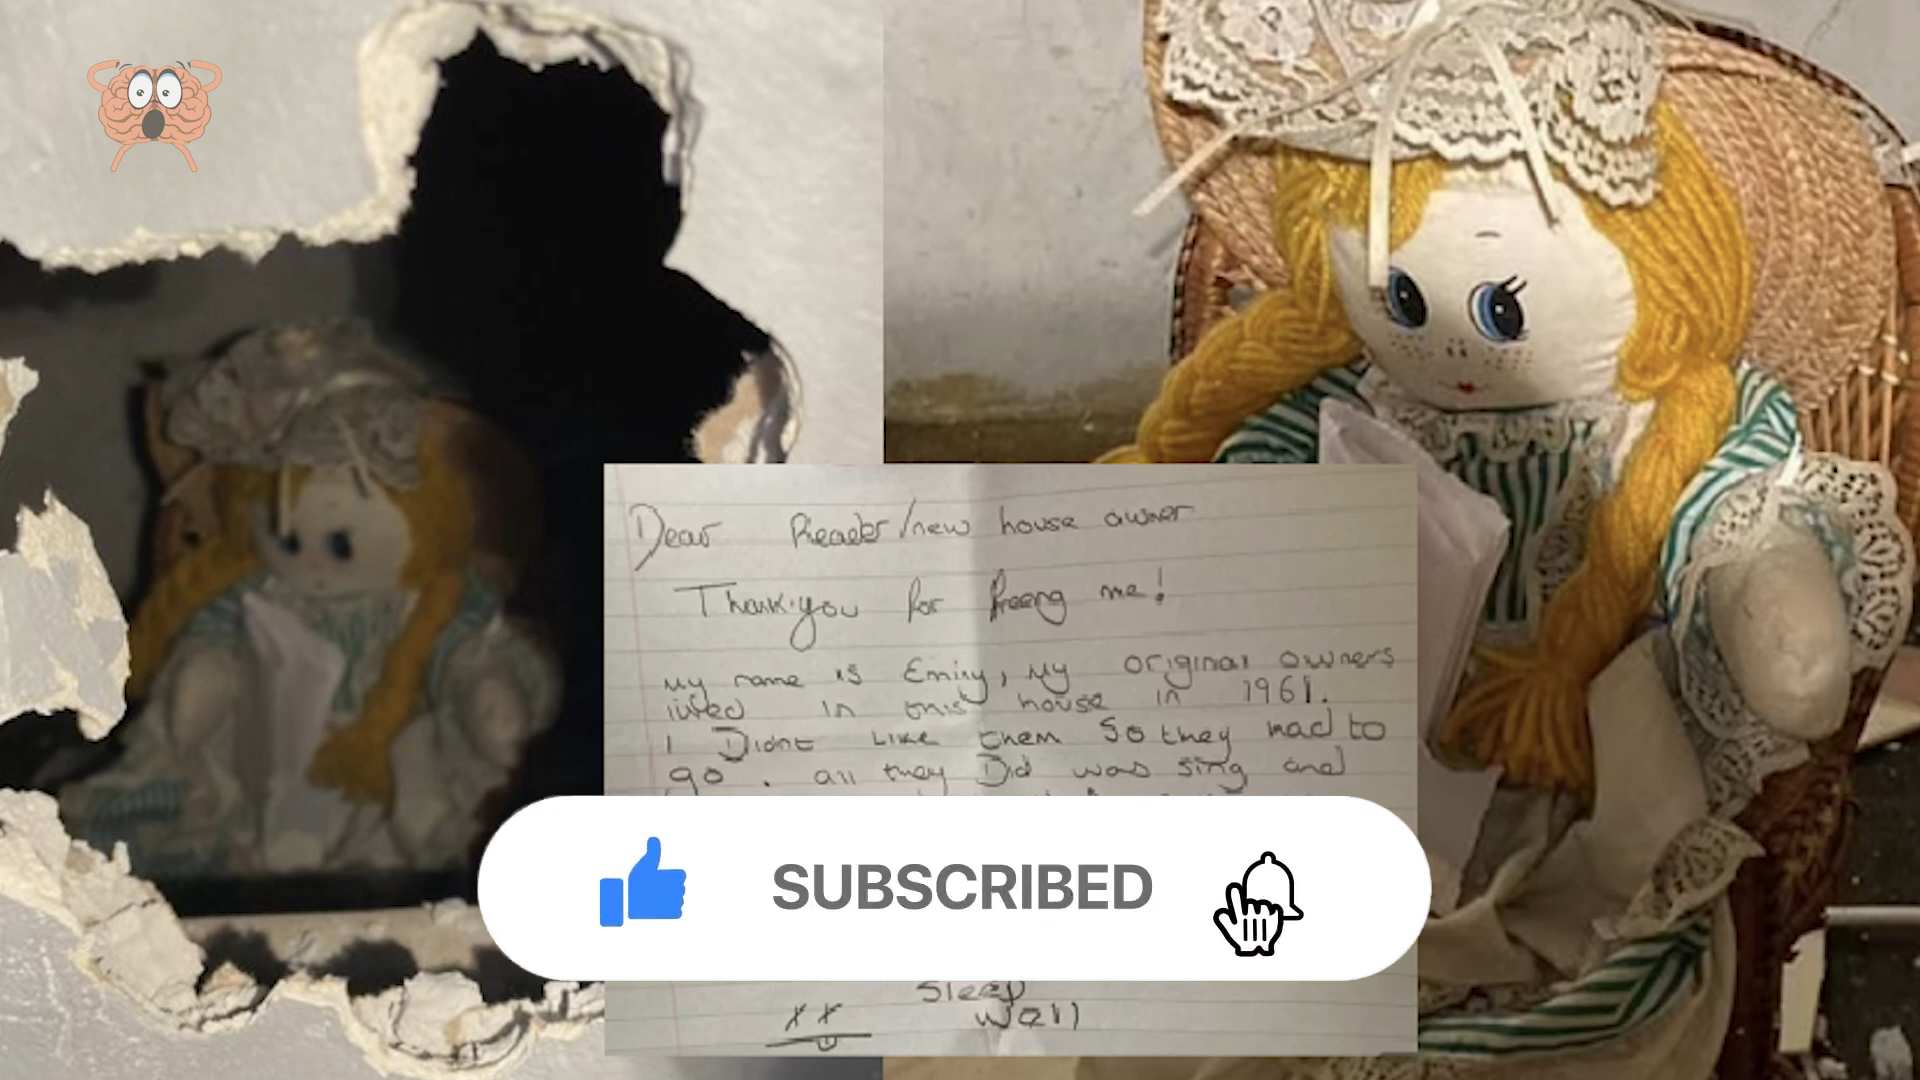 Dear Reader/new house owner
Thank-you for freeing me!
my name is Emily, my original owners
lived in this house in 1961.
I Didnt Like them so they had to
go. all they Did was sing and
SUBSCRIBED
Sleep
well